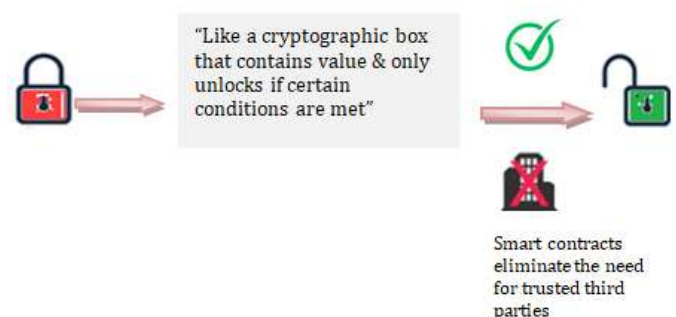 “Like a cryptographic box
that contains value & only
unlocks if certain
conditions are met”
Smart contracts
eliminate the need
for trusted third
parties